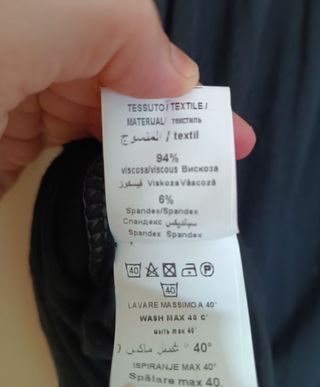 TESSUTO / TEXTILE /
MATERIAL/ текстиль
المنسوج / textil
94%
viscosa/viscous Вискоза
فيسكوز Viskoza Vâscoză
6%
Spandex/Spandex
Спандекс سبانديكس
Spandex Spandex
40 P
40
LAVARE MASSIMO A 40°
WASH MAX 40 C°
мыть max 40°
غسل ماكس ° 40°
ISPIRANJE MAX 40
Spălare max 40